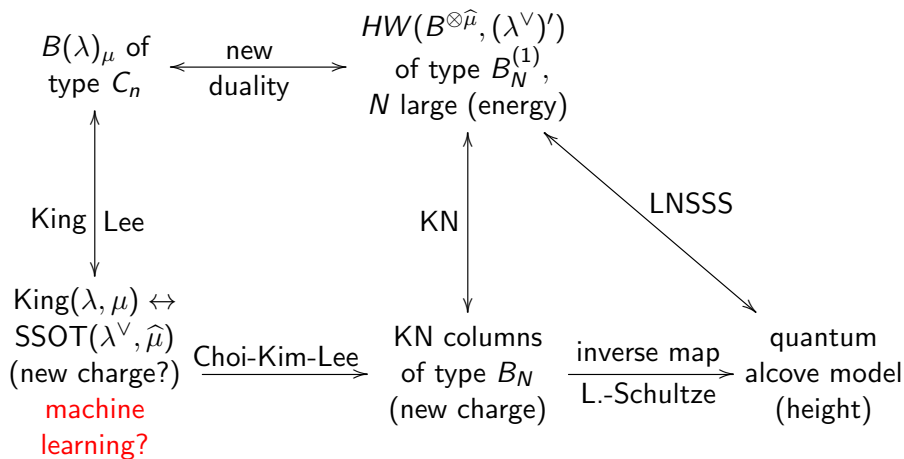 B(λ)_μ of
type C_n
new
duality
HW(B^{⊗\widehat{μ}}, (λ^∨)′)
of type B_N^{(1)},
N large (energy)
King
Lee
KN
LNSSS
King(λ, μ) ↔
SSOT(λ^∨, \widehat{μ})
(new charge?)
machine
learning?
Choi-Kim-Lee
KN columns
of type B_N
(new charge)
inverse map
L.-Schultze
quantum
alcove model
(height)